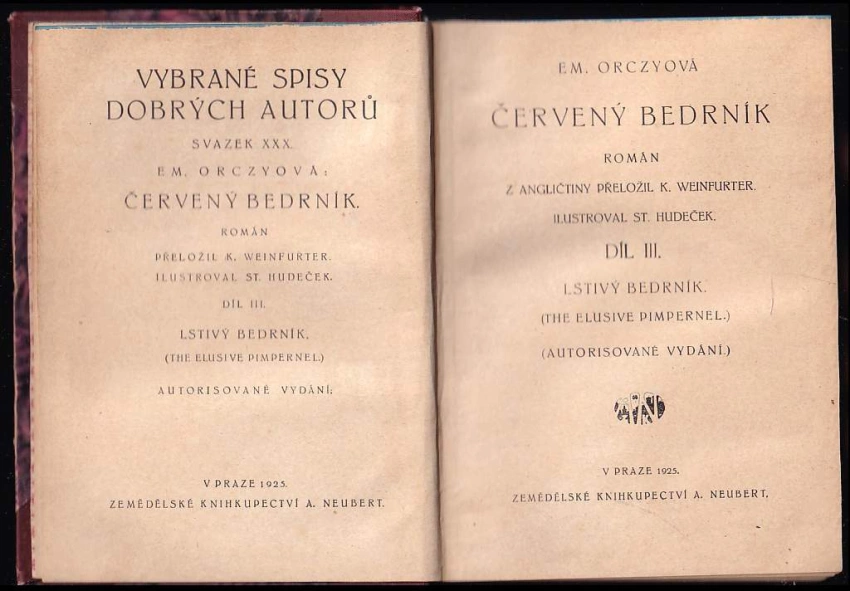 VYBRANÉ SPISY
DOBRÝCH AUTORŮ
SVAZEK XXX.
EM. ORCZYOVÁ:
ČERVENÝ BEDRNÍK.
ROMÁN
PŘELOŽIL K. WEINFURTER.
ILUSTROVAL ST. HUDEČEK.
DÍL III.
LSTIVÝ BEDRNÍK.
(THE ELUSIVE PIMPERNEL.)
AUTORISOVANÉ VYDÁNÍ.
V PRAZE 1925.
ZEMĚDĚLSKÉ KNIHKUPECTVÍ A. NEUBERT.
EM. ORCZYOVÁ
ČERVENÝ BEDRNÍK
ROMÁN
Z ANGLIČTINY PŘELOŽIL K. WEINFURTER.
ILUSTROVAL ST. HUDEČEK.
DÍL III.
LSTIVÝ BEDRNÍK.
(THE ELUSIVE PIMPERNEL.)
(AUTORISOVANÉ VYDÁNÍ.)
V PRAZE 1925.
ZEMĚDĚLSKÉ KNIHKUPECTVÍ A. NEUBERT.